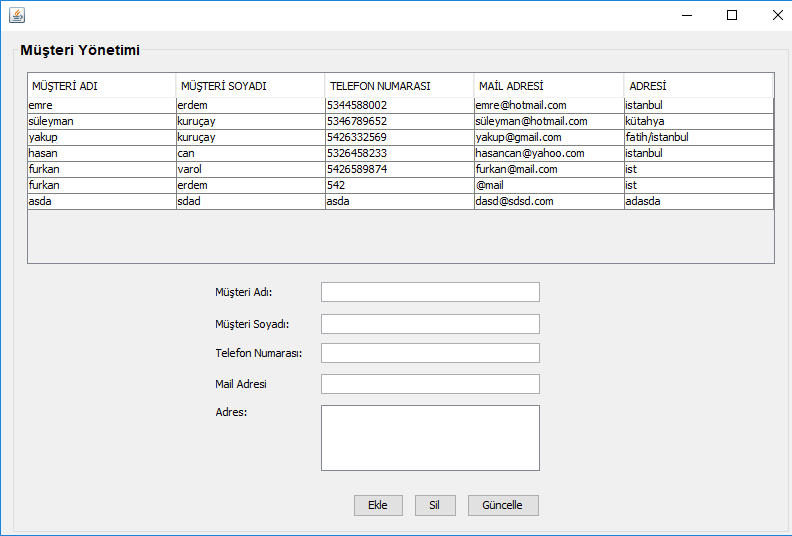 Müşteri Yönetimi
MÜŞTERİ ADI MÜŞTERİ SOYADI TELEFON NUMARASI MAİL ADRESİ ADRESİ
emre erdem 5344588002 emre@hotmail.com istanbul
süleyman kuruçay 5346789652 süleyman@hotmail.com kütahya
yakup kuruçay 5426332569 yakup@gmail.com fatih/istanbul
hasan can 5326458233 hasancan@yahoo.com istanbul
furkan varol 5426589874 furkan@mail.com ist
furkan erdem 542 @mail ist
asda sdad asda dasd@sdsd.com adasda
Müşteri Adı:
Müşteri Soyadı:
Telefon Numarası:
Mail Adresi
Adres:
Ekle Sil Güncelle